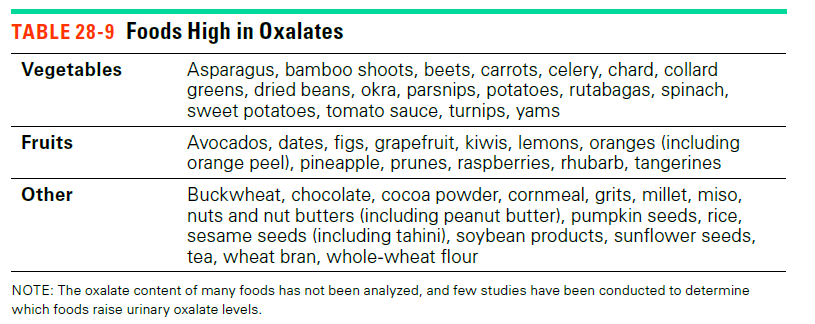 TABLE 28-9 Foods High in Oxalates
Vegetables Asparagus, bamboo shoots, beets, carrots, celery, chard, collard
greens, dried beans, okra, parsnips, potatoes, rutabagas, spinach,
sweet potatoes, tomato sauce, turnips, yams
Fruits Avocados, dates, figs, grapefruit, kiwis, lemons, oranges (including
orange peel), pineapple, prunes, raspberries, rhubarb, tangerines
Other Buckwheat, chocolate, cocoa powder, cornmeal, grits, millet, miso,
nuts and nut butters (including peanut butter), pumpkin seeds, rice,
sesame seeds (including tahini), soybean products, sunflower seeds,
tea, wheat bran, whole-wheat flour
NOTE: The oxalate content of many foods has not been analyzed, and few studies have been conducted to determine
which foods raise urinary oxalate levels.